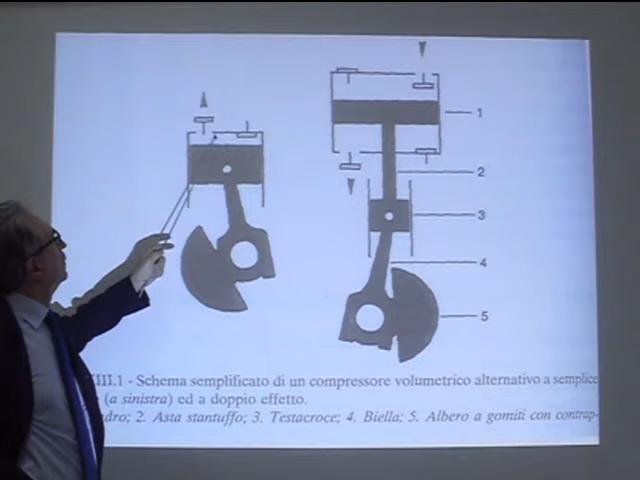 1
2
3
4
5
III.1 - Schema semplificato di un compressore volumetrico alternativo a semplice
(a sinistra) ed a doppio effetto.
dro; 2. Asta stantuffo; 3. Testacroce; 4. Biella; 5. Albero a gomiti con contrap-